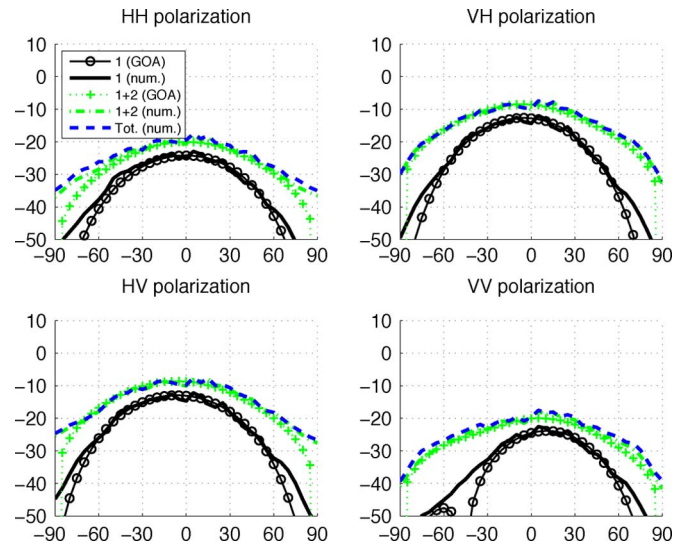 HH polarization
VH polarization
10
0
−10
−20
−30
−40
−50
1 (GOA)
1 (num.)
1+2 (GOA)
1+2 (num.)
Tot. (num.)
−90 −60 −30 0 30 60 90
10
0
−10
−20
−30
−40
−50
−90 −60 −30 0 30 60 90
HV polarization
VV polarization
10
0
−10
−20
−30
−40
−50
−90 −60 −30 0 30 60 90
10
0
−10
−20
−30
−40
−50
−90 −60 −30 0 30 60 90